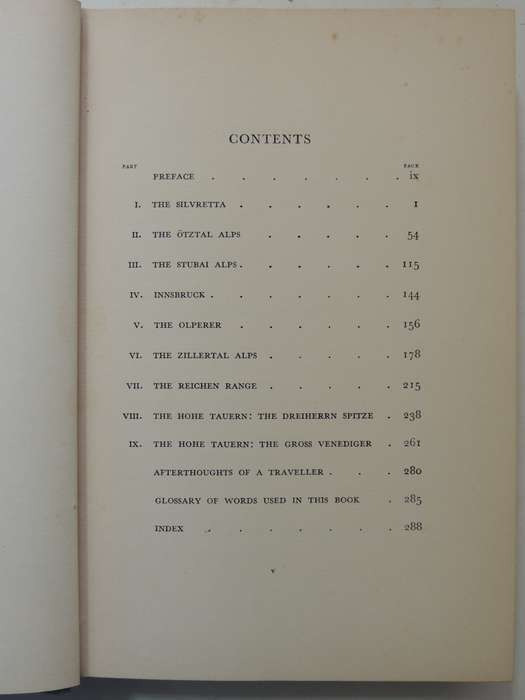 CONTENTS
PART PAGE
PREFACE . . . . . . . ix
I. THE SILVRETTA . . . . . . 1
II. THE ÖTZTAL ALPS . . . . . 54
III. THE STUBAI ALPS . . . . . . 115
IV. INNSBRUCK . . . . . . . 144
V. THE OLPERER . . . . . . 156
VI. THE ZILLERTAL ALPS . . . . . 178
VII. THE REICHEN RANGE . . . . . 215
VIII. THE HOHE TAUERN: THE DREIHERRN SPITZE . 238
IX. THE HOHE TAUERN: THE GROSS VENEDIGER . 261
AFTERTHOUGHTS OF A TRAVELLER . . . 280
GLOSSARY OF WORDS USED IN THIS BOOK . 285
INDEX . . . . . . . 288
v